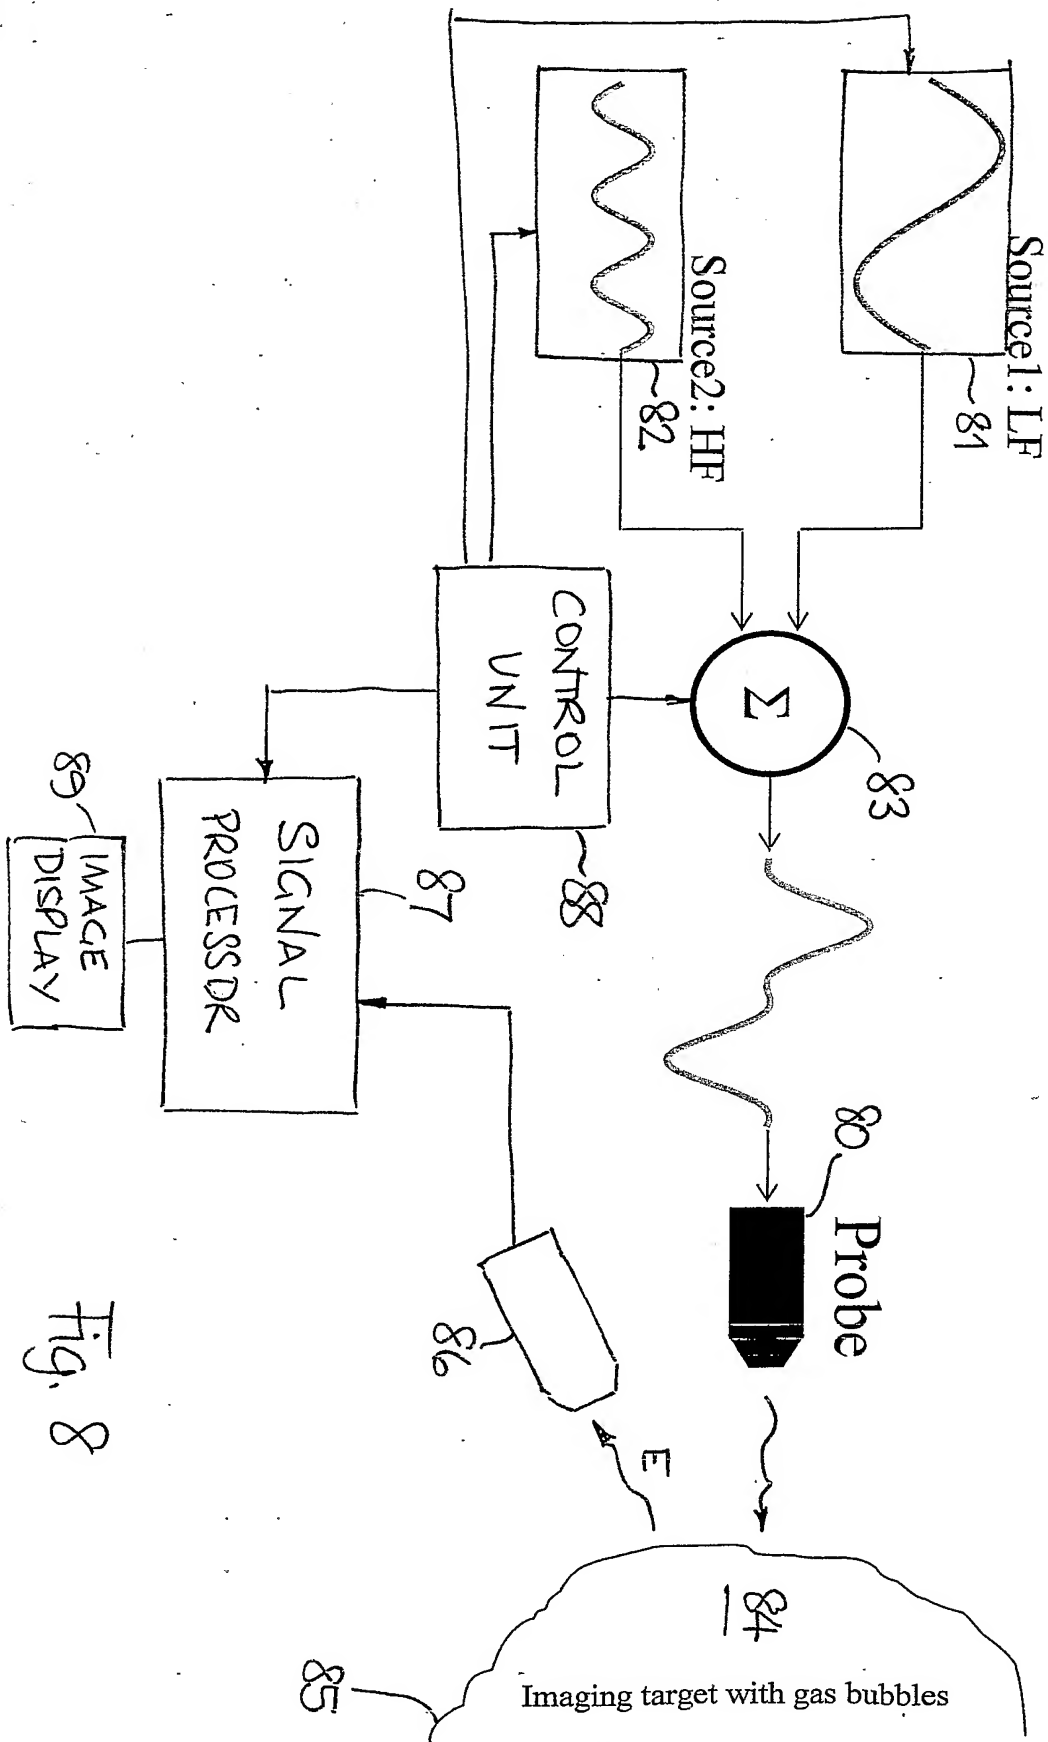 Source1: LF
81
Source2: HF
82
Σ
83
CONTROL
UNIT
88
SIGNAL
PROCESSOR
87
IMAGE
DISPLAY
89
80
Probe
86
E
84
Imaging target with gas bubbles
85
Fig. 8